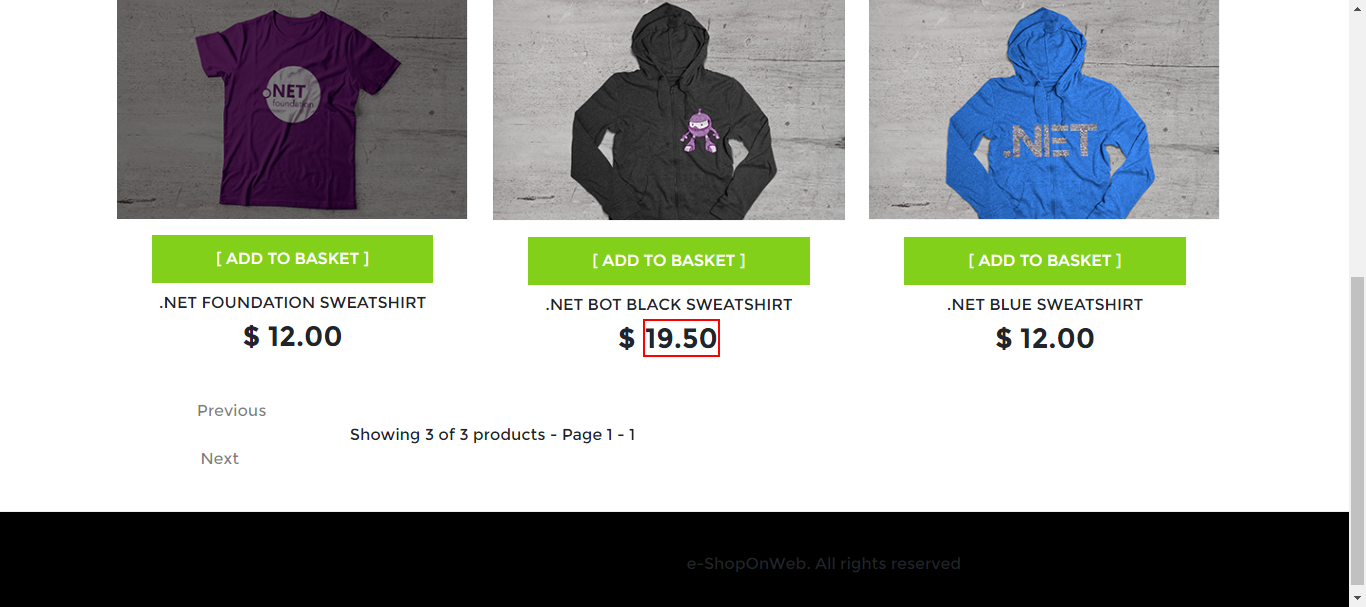 .NET
foundation
.NET
[ ADD TO BASKET ]
[ ADD TO BASKET ]
[ ADD TO BASKET ]
.NET FOUNDATION SWEATSHIRT
.NET BOT BLACK SWEATSHIRT
.NET BLUE SWEATSHIRT
$ 12.00
$ 19.50
$ 12.00
Previous
Showing 3 of 3 products - Page 1 - 1
Next
e-ShopOnWeb. All rights reserved